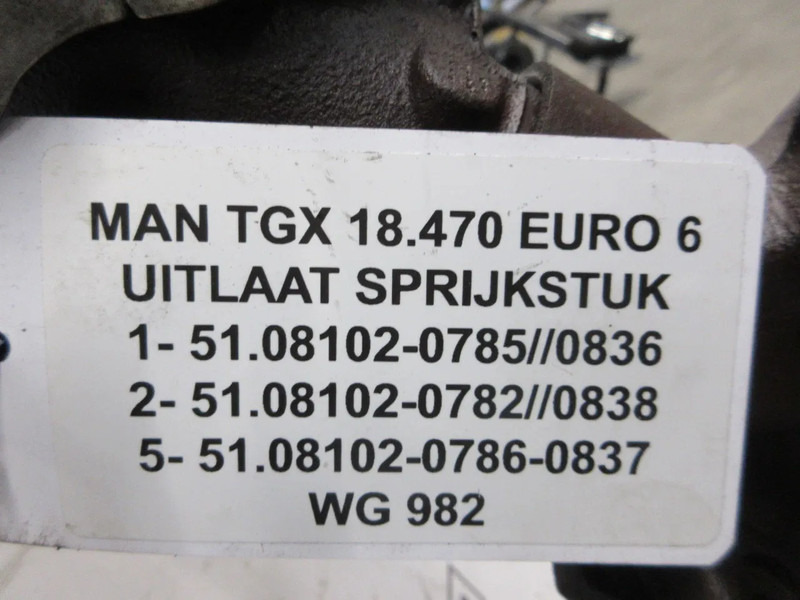 MAN TGX 18.470 EURO 6
UITLAAT SPRIJKSTUK
1- 51.08102-0785//0836
2- 51.08102-0782//0838
5- 51.08102-0786-0837
WG 982